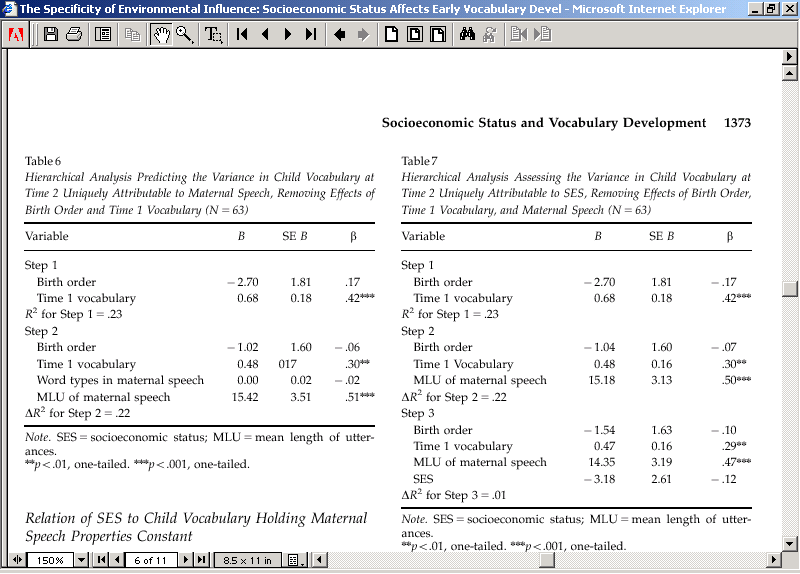 The Specificity of Environmental Influence: Socioeconomic Status Affects Early Vocabulary Devel - Microsoft Internet Explorer
Socioeconomic Status and Vocabulary Development 1373
Table 6
Hierarchical Analysis Predicting the Variance in Child Vocabulary at
Time 2 Uniquely Attributable to Maternal Speech, Removing Effects of
Birth Order and Time 1 Vocabulary (N = 63)
Variable B SE B β
Step 1
Birth order − 2.70 1.81 .17
Time 1 vocabulary 0.68 0.18 .42***
R² for Step 1 = .23
Step 2
Birth order − 1.02 1.60 − .06
Time 1 vocabulary 0.48 017 .30**
Word types in maternal speech 0.00 0.02 − .02
MLU of maternal speech 15.42 3.51 .51***
ΔR² for Step 2 = .22
Note. SES = socioeconomic status; MLU = mean length of utter-
ances.
**p < .01, one-tailed. ***p < .001, one-tailed.
Relation of SES to Child Vocabulary Holding Maternal
Speech Properties Constant
Table 7
Hierarchical Analysis Assessing the Variance in Child Vocabulary at
Time 2 Uniquely Attributable to SES, Removing Effects of Birth Order,
Time 1 Vocabulary, and Maternal Speech (N = 63)
Variable B SE B β
Step 1
Birth order − 2.70 1.81 − .17
Time 1 vocabulary 0.68 0.18 .42***
R² for Step 1 = .23
Step 2
Birth order − 1.04 1.60 − .07
Time 1 Vocabulary 0.48 0.16 .30**
MLU of maternal speech 15.18 3.13 .50***
ΔR² for Step 2 = .22
Step 3
Birth order − 1.54 1.63 − .10
Time 1 vocabulary 0.47 0.16 .29**
MLU of maternal speech 14.35 3.19 .47***
SES − 3.18 2.61 − .12
ΔR² for Step 3 = .01
Note. SES = socioeconomic status; MLU = mean length of utter-
ances.
**p < .01, one-tailed. ***p < .001, one-tailed.
150% 6 of 11 8.5 x 11 in